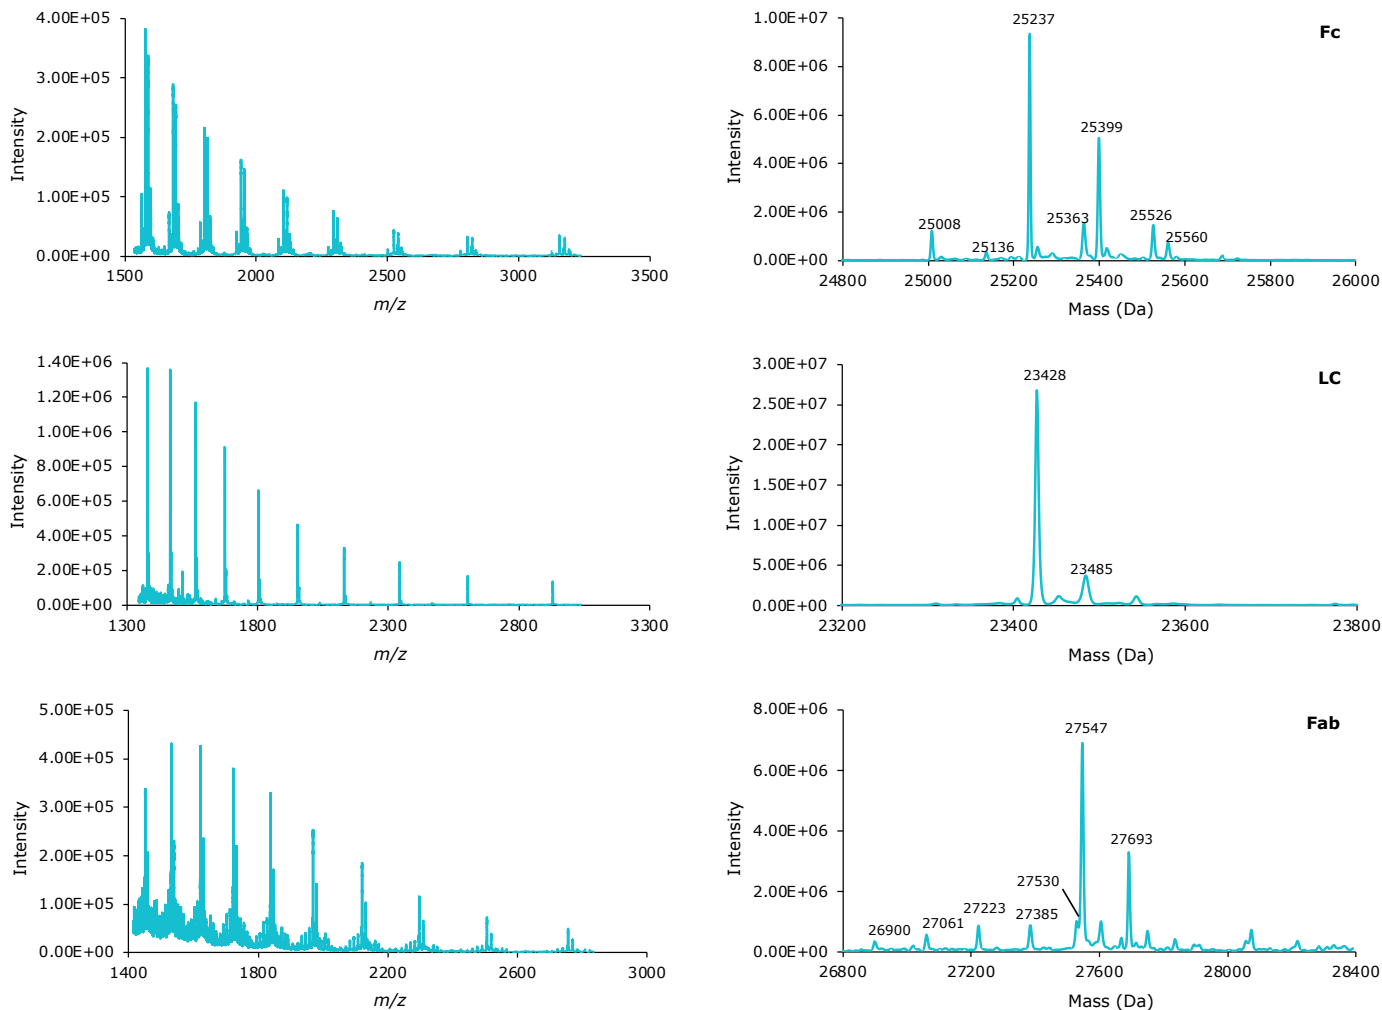 4.00E+05
3.00E+05
2.00E+05
1.00E+05
0.00E+00
Intensity
1500 2000 2500 3000 3500
m/z
1.00E+07
8.00E+06
6.00E+06
4.00E+06
2.00E+06
0.00E+00
Intensity
25237
Fc
25399
25008
25136
25363
25526
25560
24800 25000 25200 25400 25600 25800 26000
Mass (Da)
1.40E+06
1.20E+06
1.00E+06
8.00E+05
6.00E+05
4.00E+05
2.00E+05
0.00E+00
Intensity
1300 1800 2300 2800 3300
m/z
3.00E+07
2.50E+07
2.00E+07
1.50E+07
1.00E+07
5.00E+06
0.00E+00
Intensity
23428
LC
23485
23200 23400 23600 23800
Mass (Da)
5.00E+05
4.00E+05
3.00E+05
2.00E+05
1.00E+05
0.00E+00
Intensity
1400 1800 2200 2600 3000
m/z
8.00E+06
6.00E+06
4.00E+06
2.00E+06
0.00E+00
Intensity
27547
Fab
27693
27530
26900
27061
27223
27385
26800 27200 27600 28000 28400
Mass (Da)